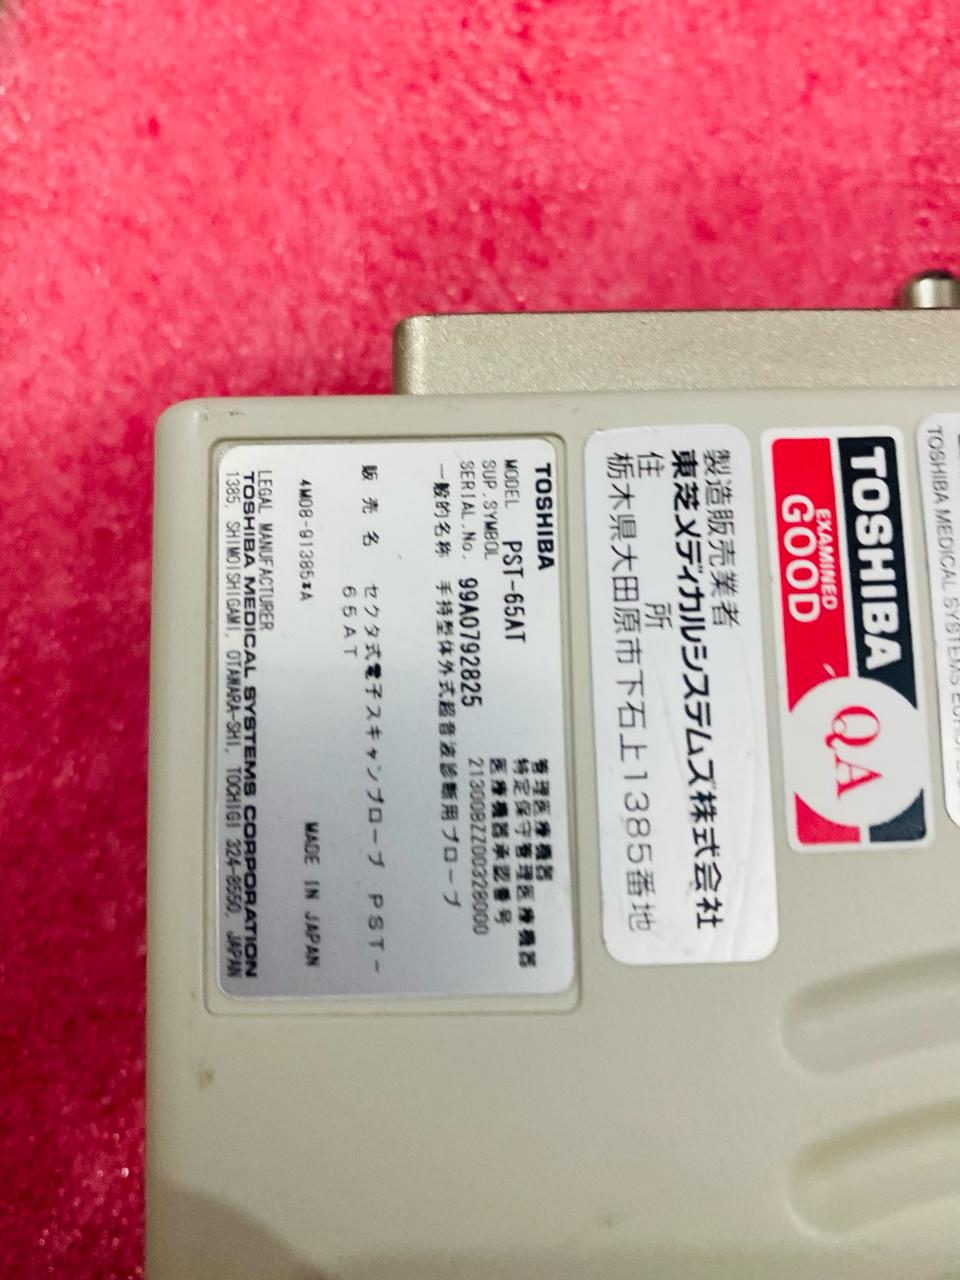 TOSHIBA
管理医療機器
MODEL PST-65AT
特定保守管理医療機器
SUP.SYMBOL
医療機器承認番号
SERIAL.No. 99A0792825
21300BZZ00328000
一般的名称 手持型体外式超音波診断用プローブ
販売名 セクタ式電子スキャンプローブ PST-
65AT
4M08-91385*A
MADE IN JAPAN
LEGAL MANUFACTURER
TOSHIBA MEDICAL SYSTEMS CORPORATION
1385, SHIMOISHIGAMI, OTAWARA-SHI, TOCHIGI 324-8550, JAPAN
製造販売業者
東芝メディカルシステムズ株式会社
住所
栃木県大田原市下石上1385番地
TOSHIBA
EXAMINED
GOOD
QA
TOSHIBA MEDICAL SYSTEMS